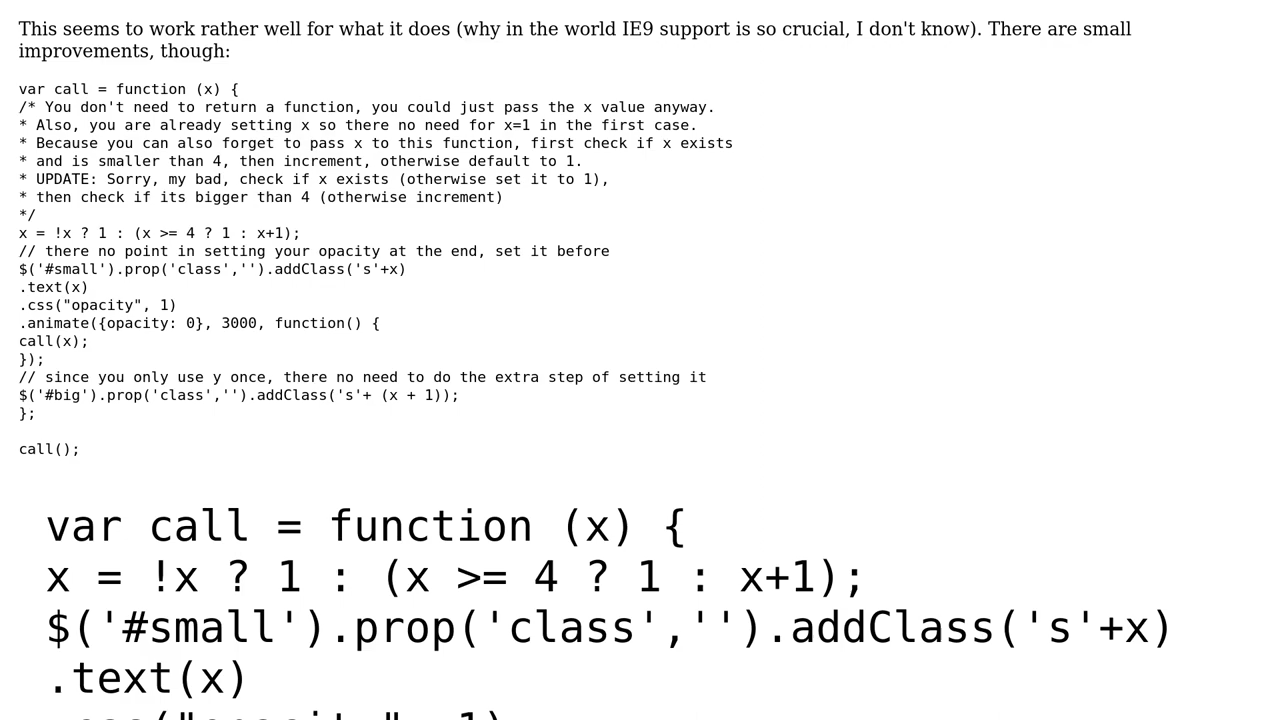 This seems to work rather well for what it does (why in the world IE9 support is so crucial, I don't know). There are small
improvements, though:
var call = function (x) {
/* You don't need to return a function, you could just pass the x value anyway.
* Also, you are already setting x so there no need for x=1 in the first case.
* Because you can also forget to pass x to this function, first check if x exists
* and is smaller than 4, then increment, otherwise default to 1.
* UPDATE: Sorry, my bad, check if x exists (otherwise set it to 1),
* then check if its bigger than 4 (otherwise increment)
*/
x = !x ? 1 : (x >= 4 ? 1 : x+1);
// there no point in setting your opacity at the end, set it before
$('#small').prop('class','').addClass('s'+x)
.text(x)
.css("opacity", 1)
.animate({opacity: 0}, 3000, function() {
call(x);
});
// since you only use y once, there no need to do the extra step of setting it
$('#big').prop('class','').addClass('s'+ (x + 1));
};
call();
var call = function (x) {
x = !x ? 1 : (x >= 4 ? 1 : x+1);
$('#small').prop('class','').addClass('s'+x)
.text(x)
.css("opacity", 1)